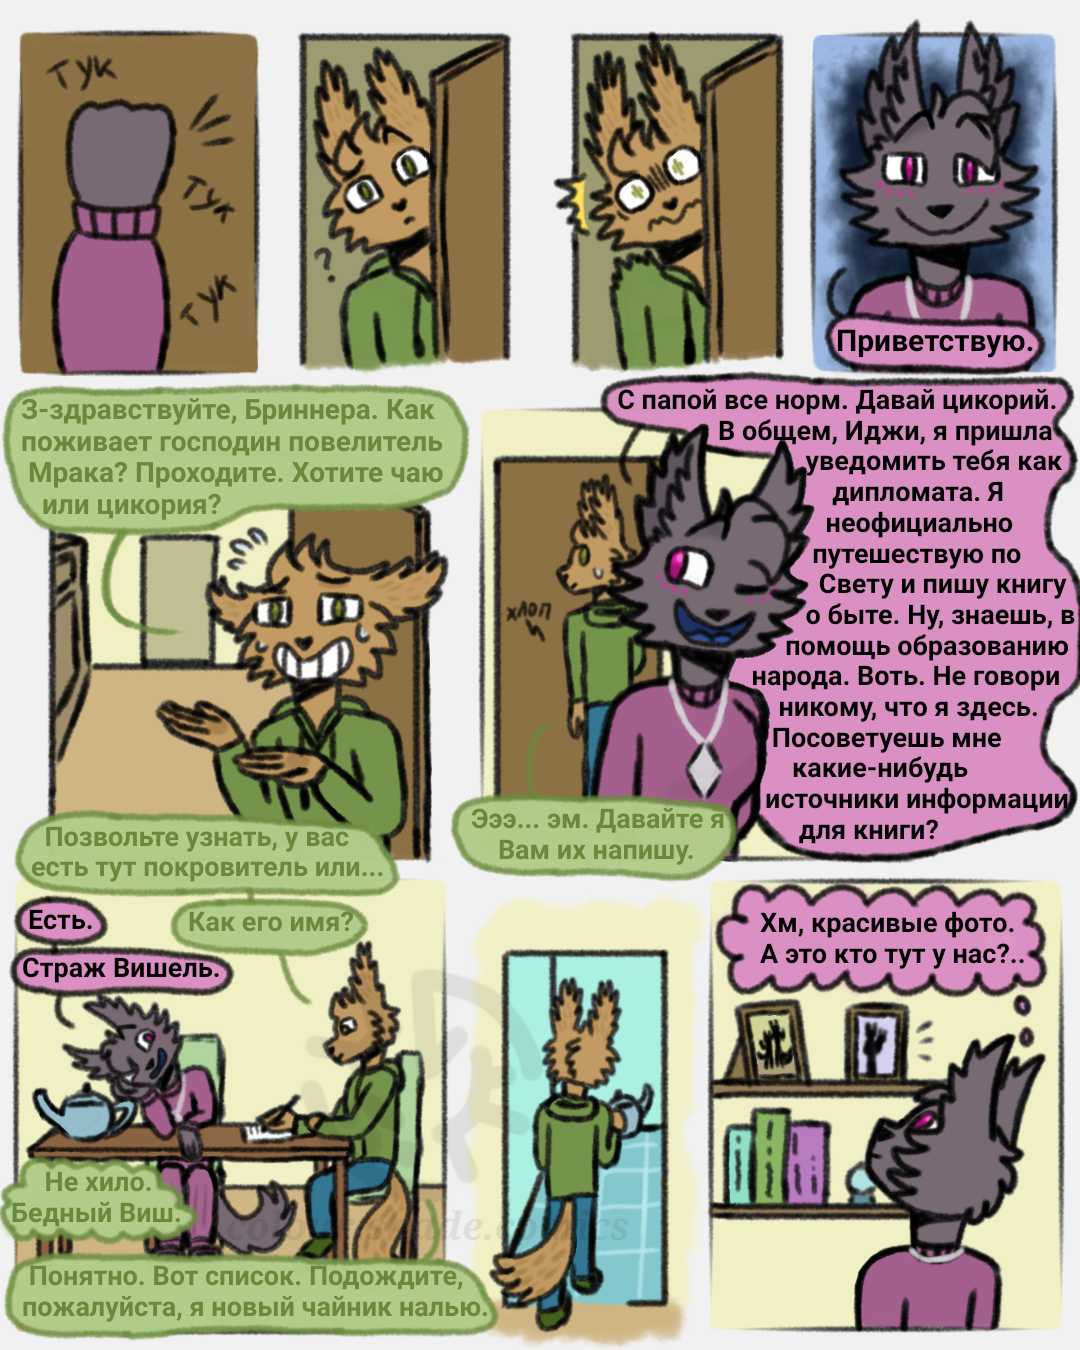 ТУК
ТУК
ТУК
?
Приветствую.
З-здравствуйте, Бриннера. Как
поживает господин повелитель
Мрака? Проходите. Хотите чаю
или цикория?
С папой все норм. Давай цикорий.
В общем, Иджи, я пришла
уведомить тебя как
дипломата. Я
неофициально
путешествую по
Свету и пишу книгу
о быте. Ну, знаешь, в
помощь образованию
народа. Воть. Не говори
никому, что я здесь.
Посоветуешь мне
какие-нибудь
источники информации
для книги?
ХЛОП
Эээ... эм. Давайте я
Вам их напишу.
Позвольте узнать, у вас
есть тут покровитель или...
Есть.
Как его имя?
Страж Вишель.
Не хило.
Бедный Виш.
Понятно. Вот список. Подождите,
пожалуйста, я новый чайник налью.
Хм, красивые фото.
А это кто тут у нас?..